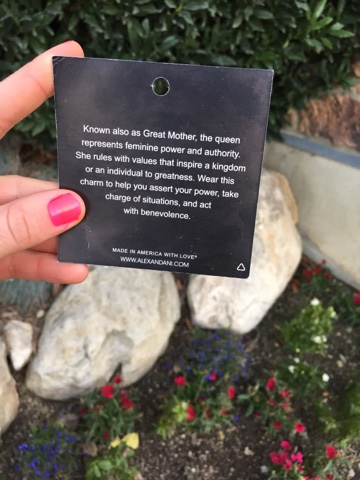 Known also as Great Mother, the queen
represents feminine power and authority.
She rules with values that inspire a kingdom
or an individual to greatness. Wear this
charm to help you assert your power, take
charge of situations, and act
with benevolence.
MADE IN AMERICA WITH LOVE®
WWW.ALEXANDANI.COM